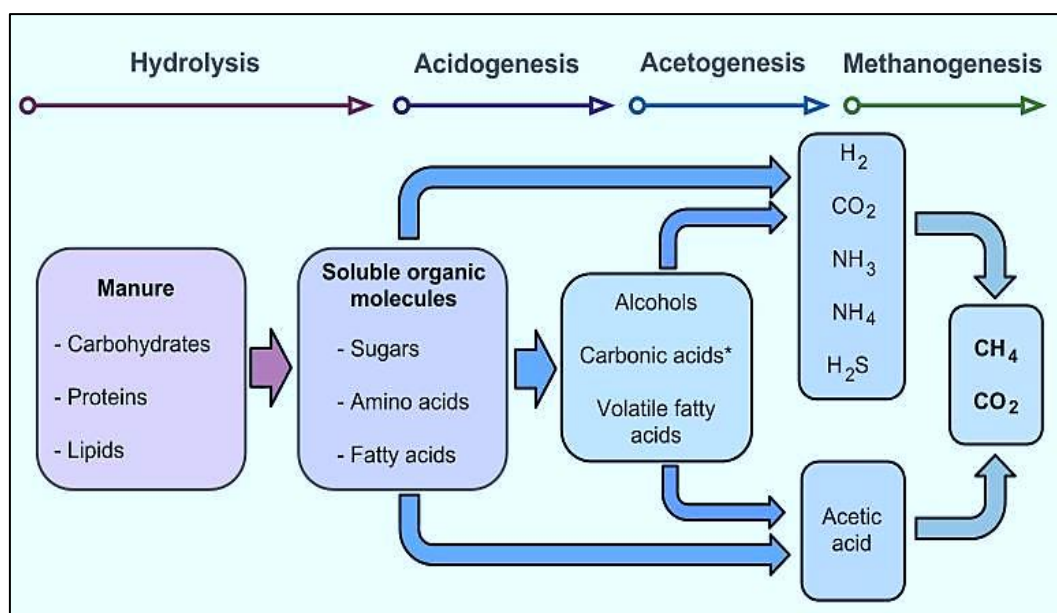 Hydrolysis
Acidogenesis
Acetogenesis
Methanogenesis
Manure
- Carbohydrates
- Proteins
- Lipids
Soluble organic
molecules
- Sugars
- Amino acids
- Fatty acids
Alcohols
Carbonic acids*
Volatile fatty
acids
H₂
CO₂
NH₃
NH₄
H₂S
Acetic
acid
CH₄
CO₂